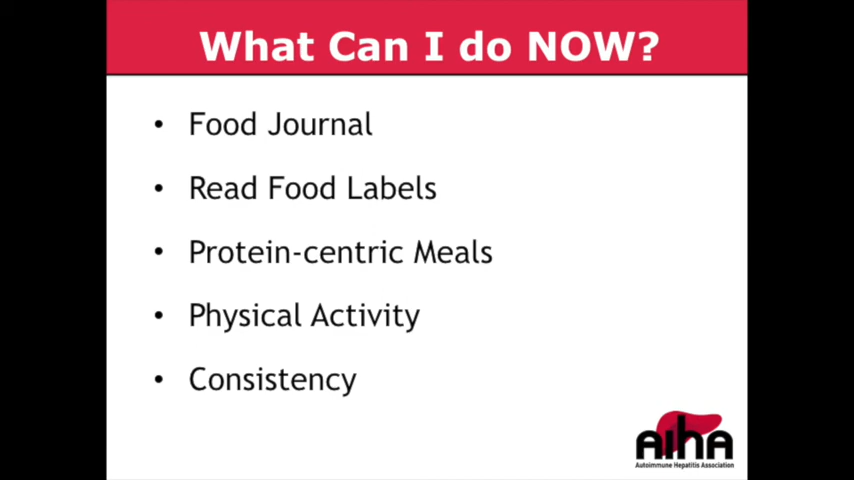 What Can I do NOW?
• Food Journal
• Read Food Labels
• Protein-centric Meals
• Physical Activity
• Consistency
AIHA
Autoimmune Hepatitis Association